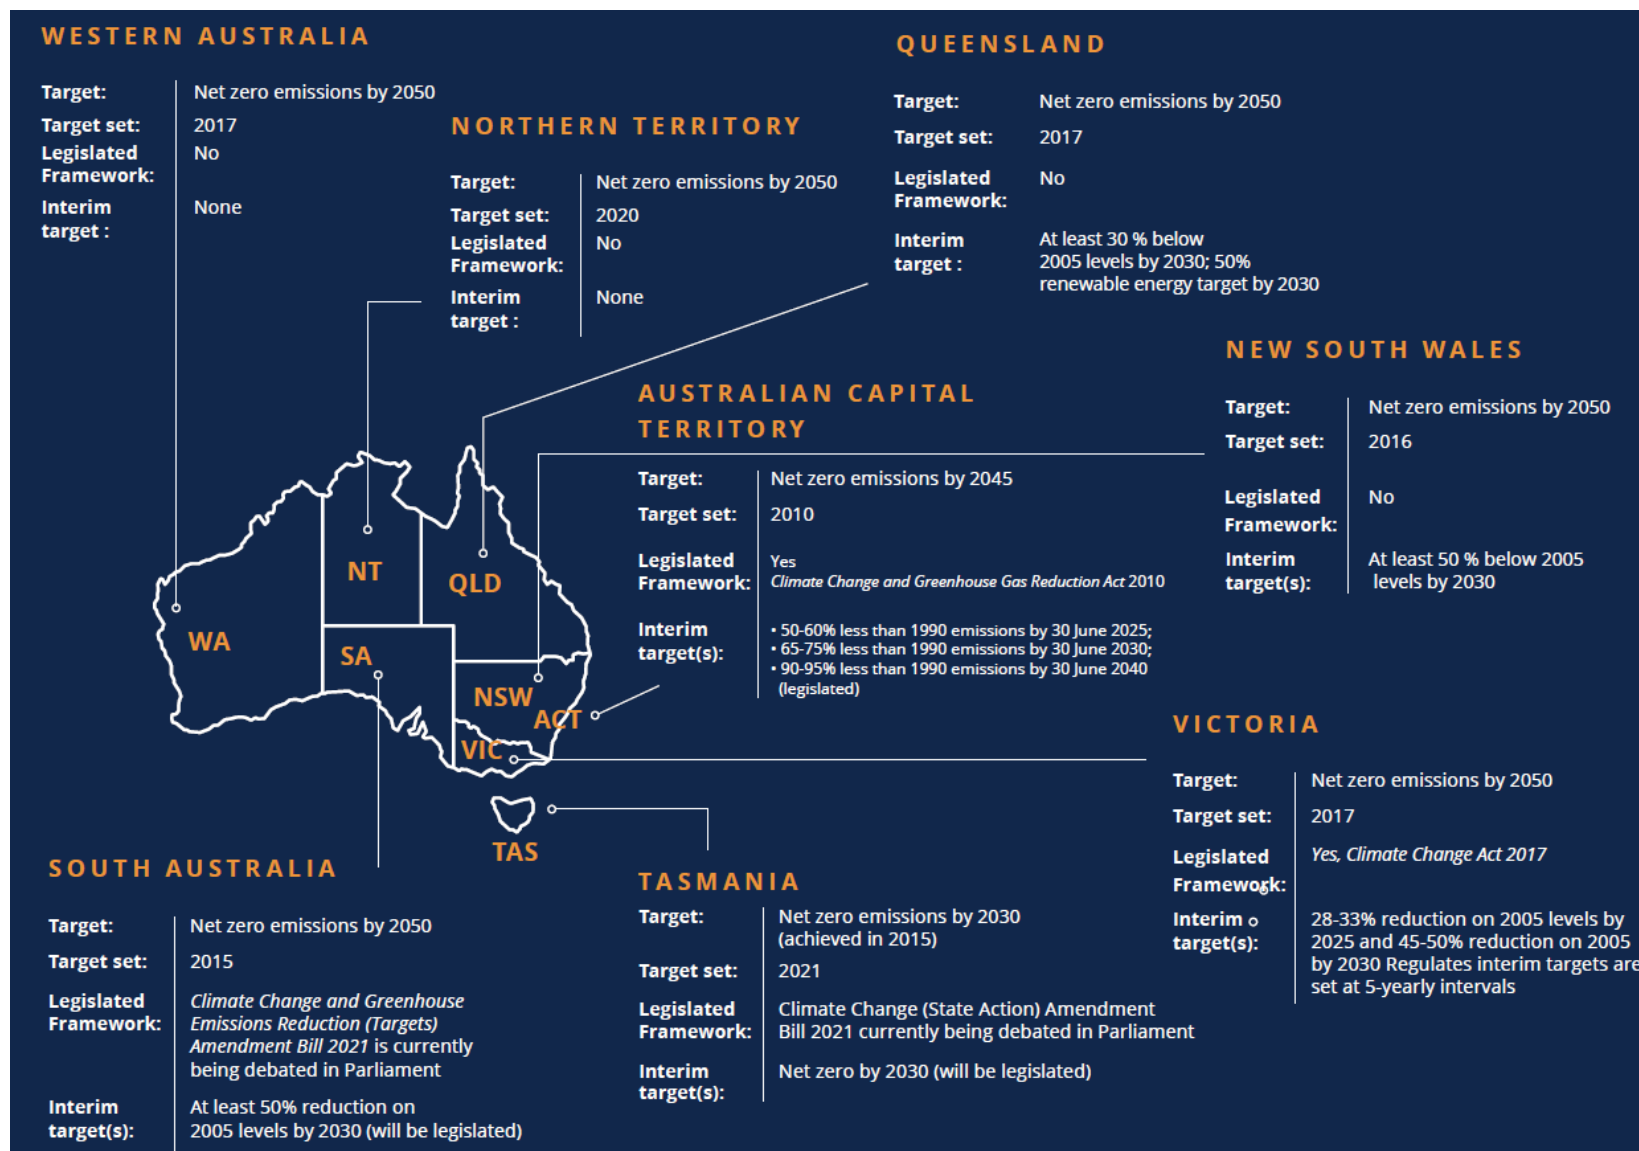 WESTERN AUSTRALIA
Target: Net zero emissions by 2050
Target set: 2017
Legislated No
Framework:
Interim None
target :
NORTHERN TERRITORY
Target: Net zero emissions by 2050
Target set: 2020
Legislated No
Framework:
Interim None
target :
QUEENSLAND
Target: Net zero emissions by 2050
Target set: 2017
Legislated No
Framework:
Interim At least 30 % below
target : 2005 levels by 2030; 50%
renewable energy target by 2030
NEW SOUTH WALES
Target: Net zero emissions by 2050
Target set: 2016
Legislated No
Framework:
Interim At least 50 % below 2005
target(s): levels by 2030
AUSTRALIAN CAPITAL
TERRITORY
Target: Net zero emissions by 2045
Target set: 2010
Legislated Yes
Framework: Climate Change and Greenhouse Gas Reduction Act 2010
Interim • 50-60% less than 1990 emissions by 30 June 2025;
target(s): • 65-75% less than 1990 emissions by 30 June 2030;
• 90-95% less than 1990 emissions by 30 June 2040
(legislated)
NT
QLD
WA
SA
NSW
ACT
VIC
TAS
VICTORIA
Target: Net zero emissions by 2050
Target set: 2017
Legislated Yes, Climate Change Act 2017
Framework:
Interim 28-33% reduction on 2005 levels by
target(s): 2025 and 45-50% reduction on 2005
by 2030 Regulates interim targets are
set at 5-yearly intervals
SOUTH AUSTRALIA
Target: Net zero emissions by 2050
Target set: 2015
Legislated Climate Change and Greenhouse
Framework: Emissions Reduction (Targets)
Amendment Bill 2021 is currently
being debated in Parliament
Interim At least 50% reduction on
target(s): 2005 levels by 2030 (will be legislated)
TASMANIA
Target: Net zero emissions by 2030
(achieved in 2015)
Target set: 2021
Legislated Climate Change (State Action) Amendment
Framework: Bill 2021 currently being debated in Parliament
Interim Net zero by 2030 (will be legislated)
target(s):